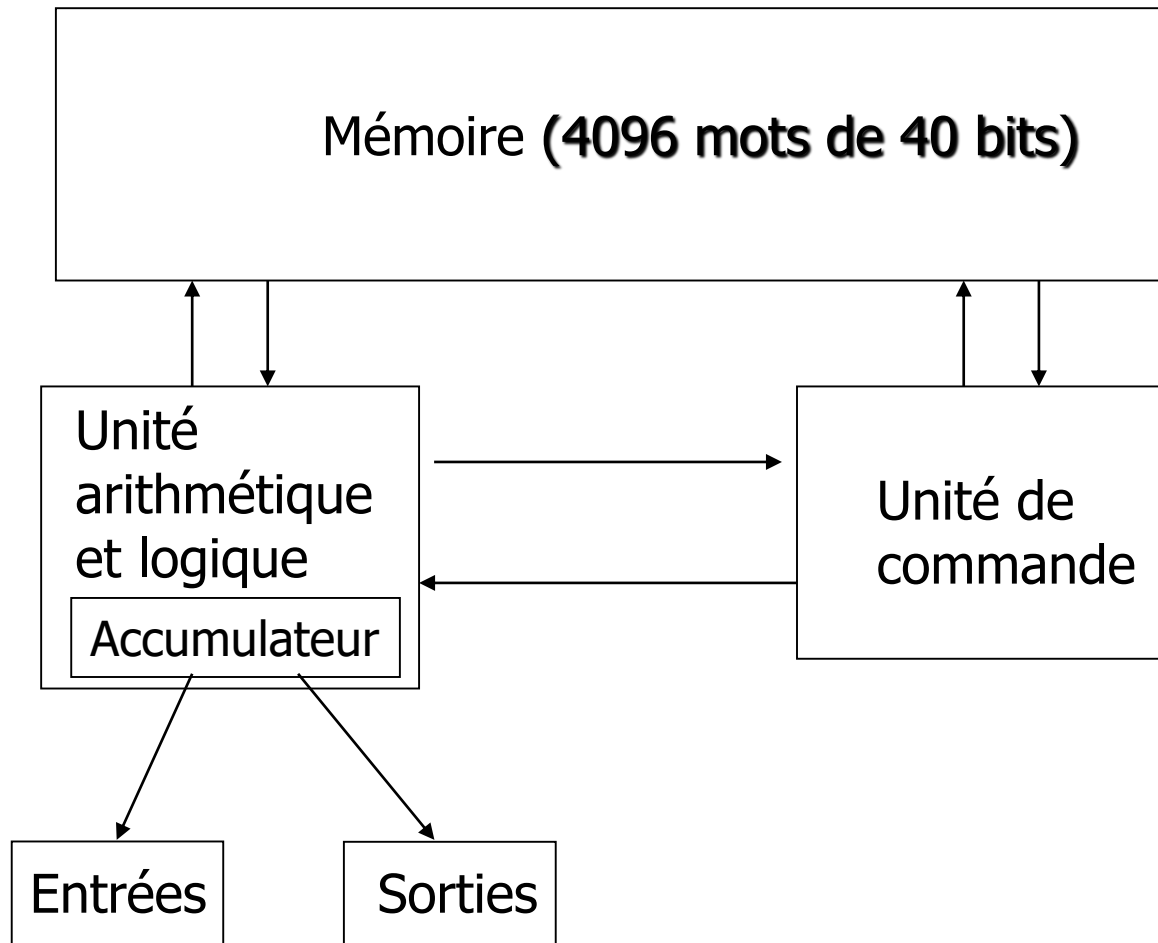 Mémoire (4096 mots de 40 bits)
Unité
arithmétique
et logique
Accumulateur
Unité de
commande
Entrées
Sorties